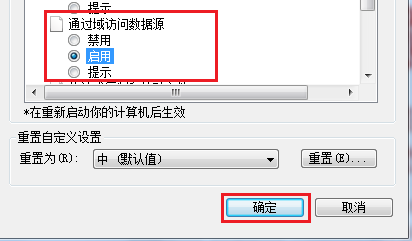 提示
通过域访问数据源
禁用
启用
提示
*在重新启动你的计算机后生效
重置自定义设置
重置为(R): 中 (默认值) 重置(E)...
确定 取消